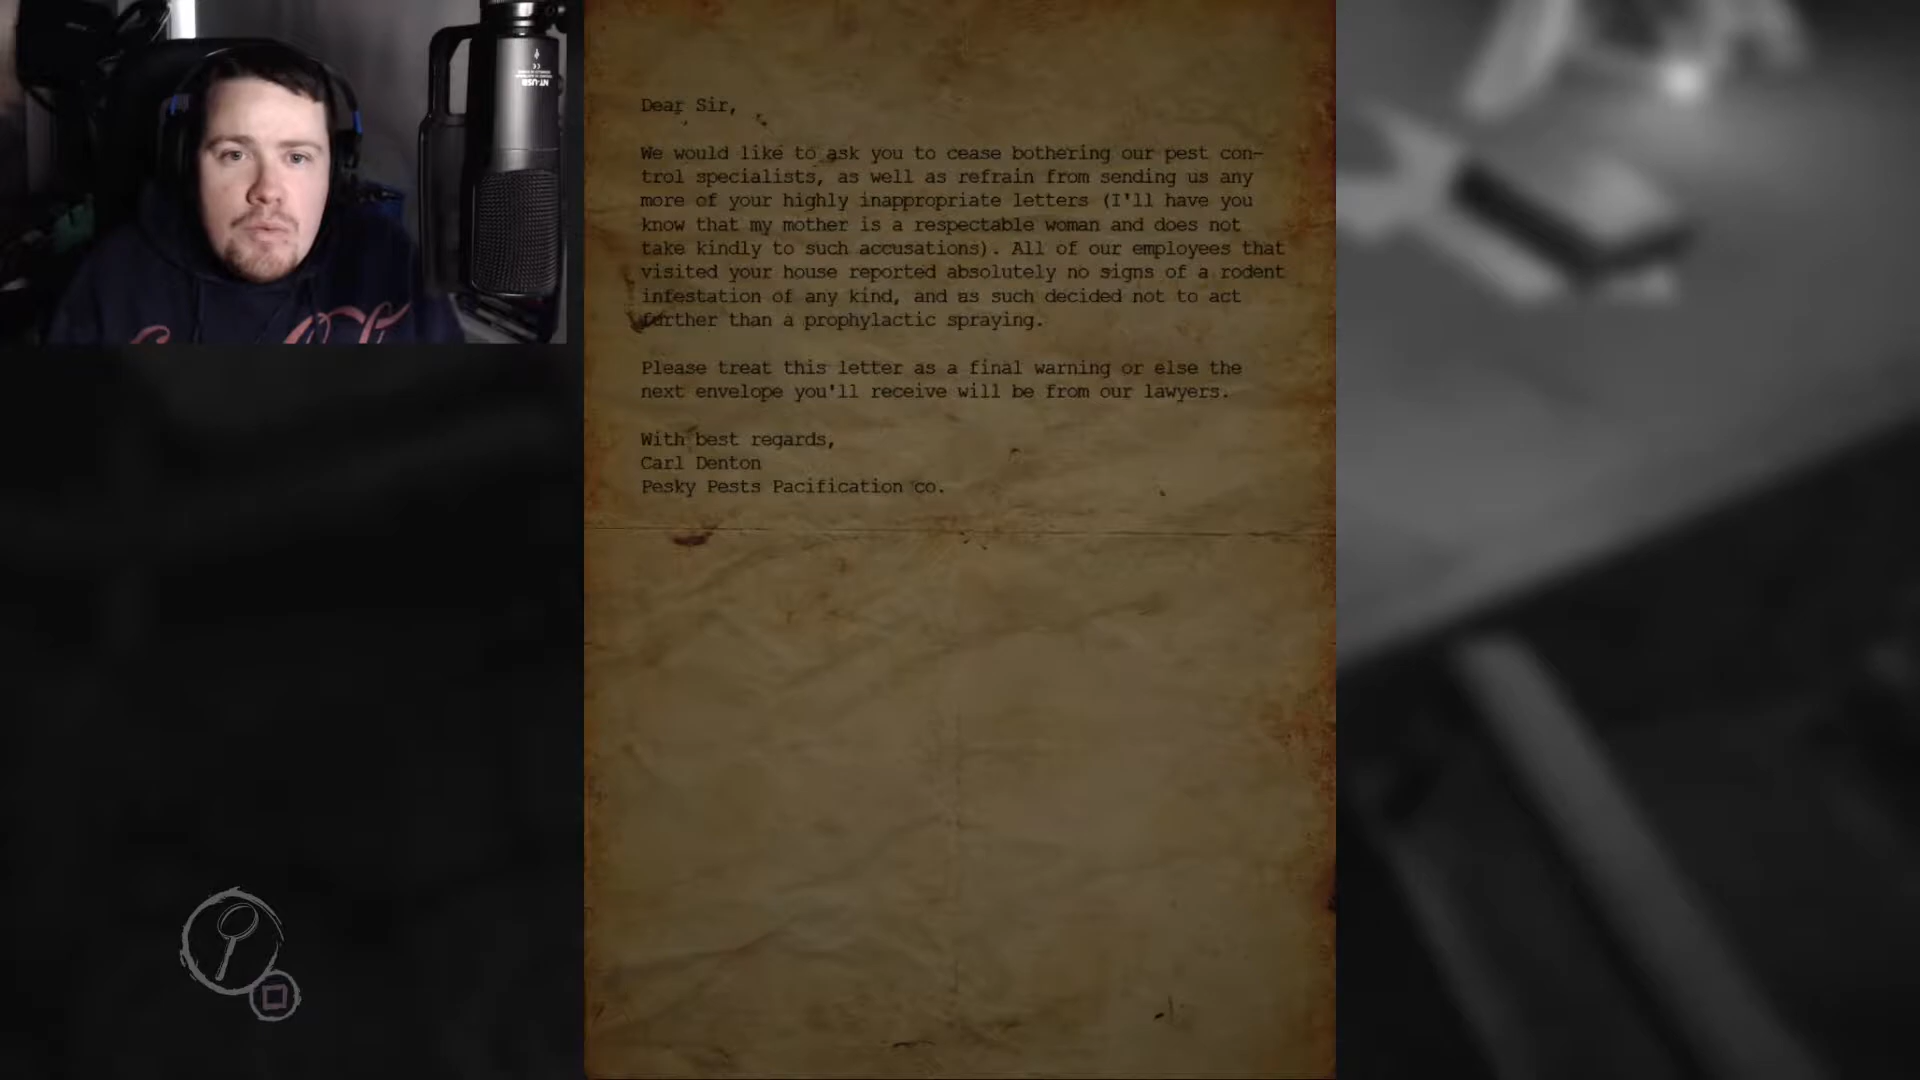 NT-USB
Dear Sir,
We would like to ask you to cease bothering our pest con-
trol specialists, as well as refrain from sending us any
more of your highly inappropriate letters (I'll have you
know that my mother is a respectable woman and does not
take kindly to such accusations). All of our employees that
visited your house reported absolutely no signs of a rodent
infestation of any kind, and as such decided not to act
further than a prophylactic spraying.
Please treat this letter as a final warning or else the
next envelope you'll receive will be from our lawyers.
With best regards,
Carl Denton
Pesky Pests Pacification co.